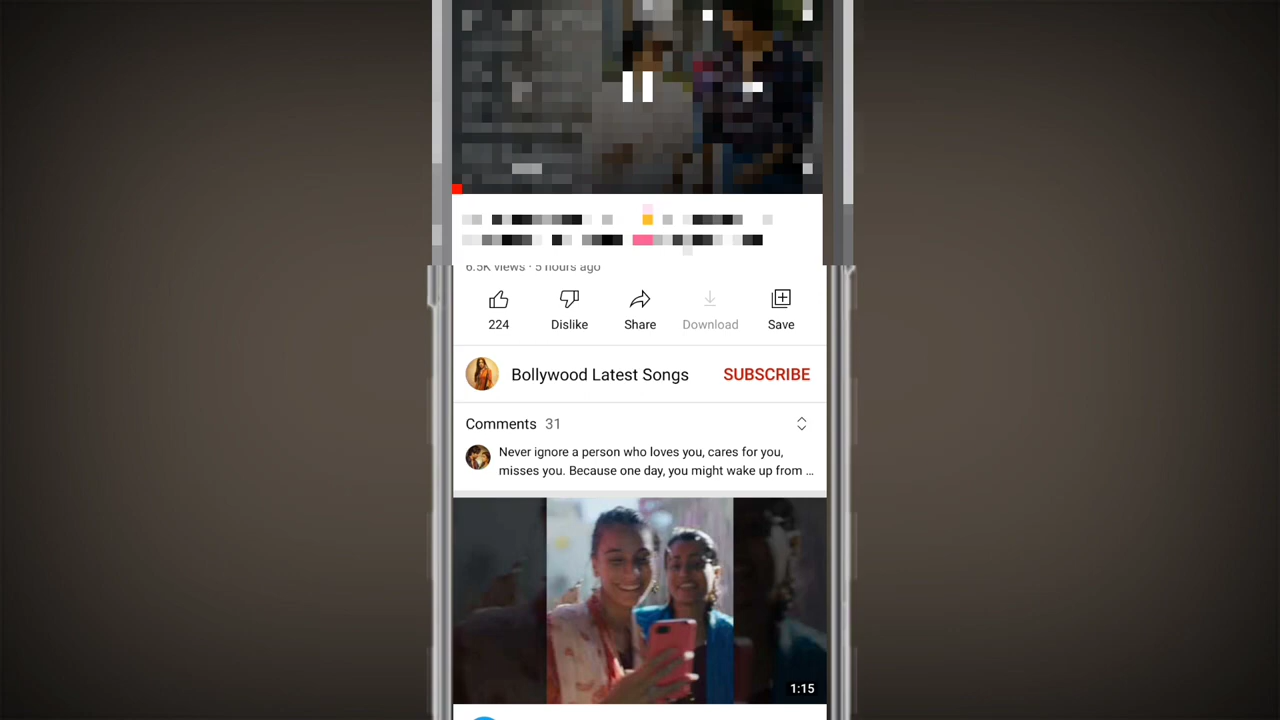 6.5K views · 5 hours ago
224
Dislike
Share
Download
Save
Bollywood Latest Songs
SUBSCRIBE
Comments 31
Never ignore a person who loves you, cares for you,
misses you. Because one day, you might wake up from ...
1:15